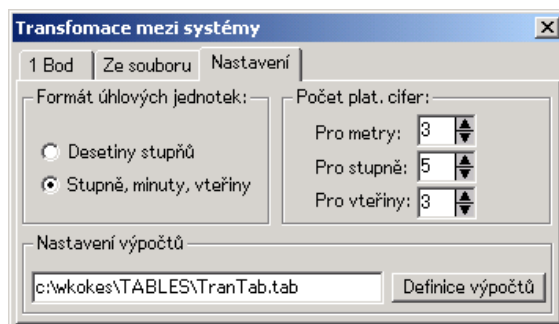 Transfomace mezi systémy
1 Bod Ze souboru Nastavení
Formát úhlových jednotek:
Desetiny stupňů
Stupně, minuty, vteřiny
Počet plat. cifer:
Pro metry: 3
Pro stupně: 5
Pro vteřiny: 3
Nastavení výpočtů
c:\wkokes\TABLES\TranTab.tab Definice výpočtů